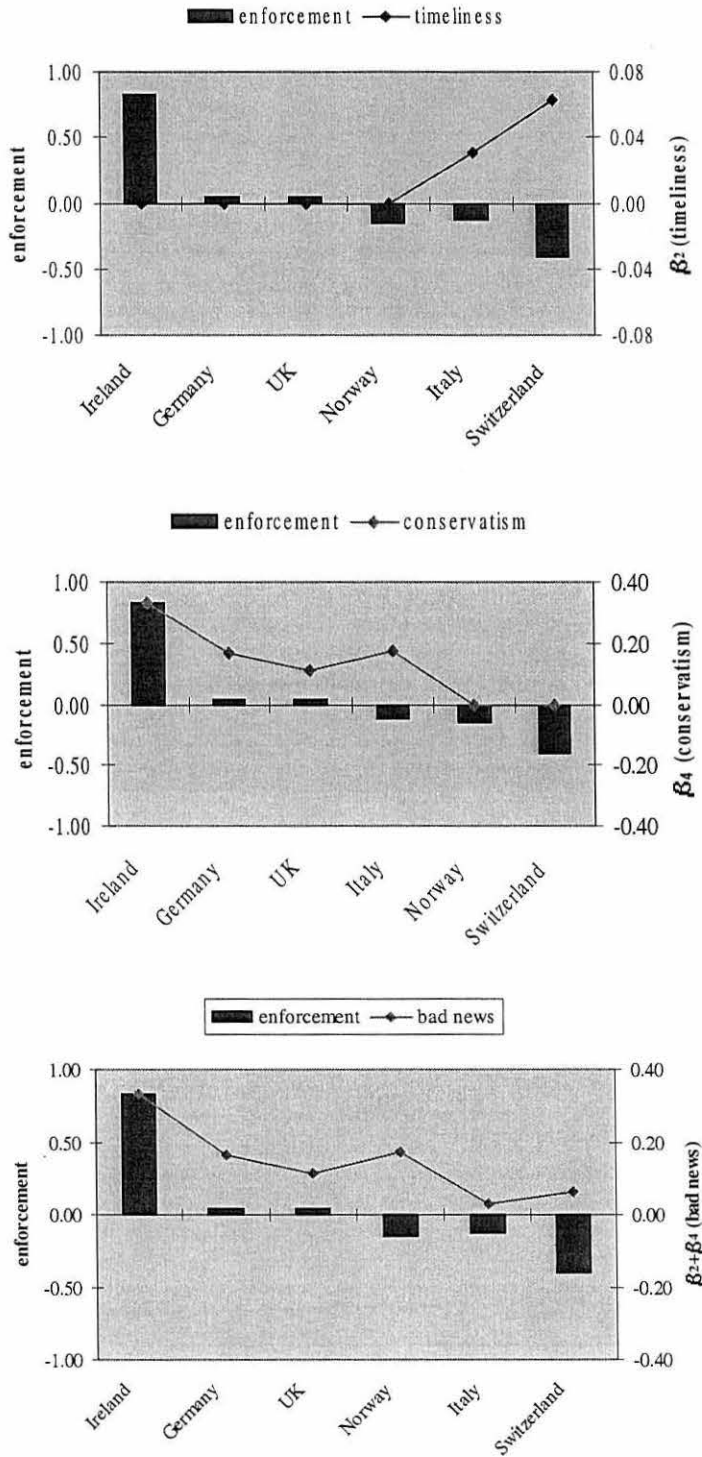 enforcement timeliness
1.00 0.08
0.50 0.04
0.00 0.00
-0.50 -0.04
-1.00 -0.08
enforcement
β2 (timeliness)
Ireland Germany UK Norway Italy Switzerland
enforcement conservatism
1.00 0.40
0.50 0.20
0.00 0.00
-0.50 -0.20
-1.00 -0.40
enforcement
β4 (conservatism)
Ireland Germany UK Italy Norway Switzerland
enforcement bad news
1.00 0.40
0.50 0.20
0.00 0.00
-0.50 -0.20
-1.00 -0.40
enforcement
β2+β4 (bad news)
Ireland Germany UK Norway Italy Switzerland